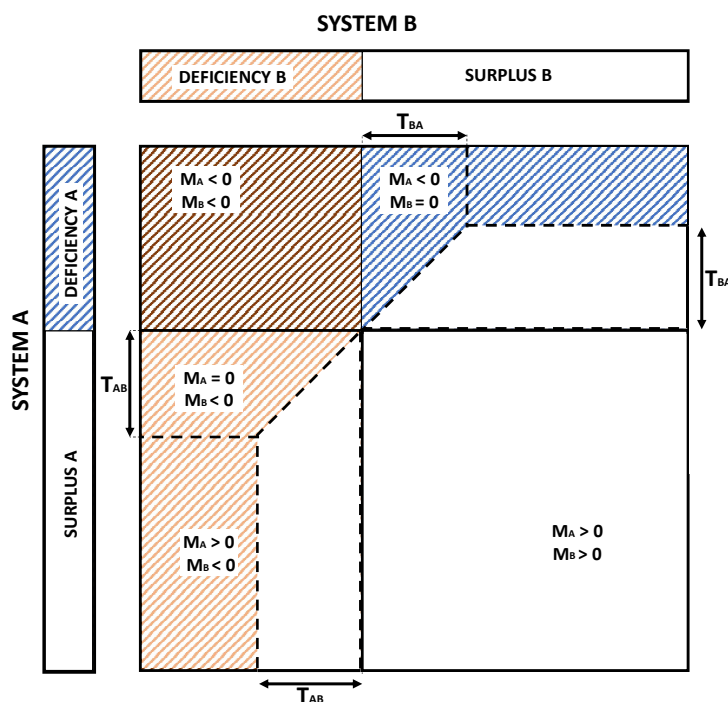 SYSTEM B
DEFICIENCY B
SURPLUS B
TBA
MA < 0
MB < 0
MA < 0
MB = 0
DEFICIENCY A
TBA
SYSTEM A
TAB
MA = 0
MB < 0
SURPLUS A
MA > 0
MB < 0
MA > 0
MB > 0
TAB